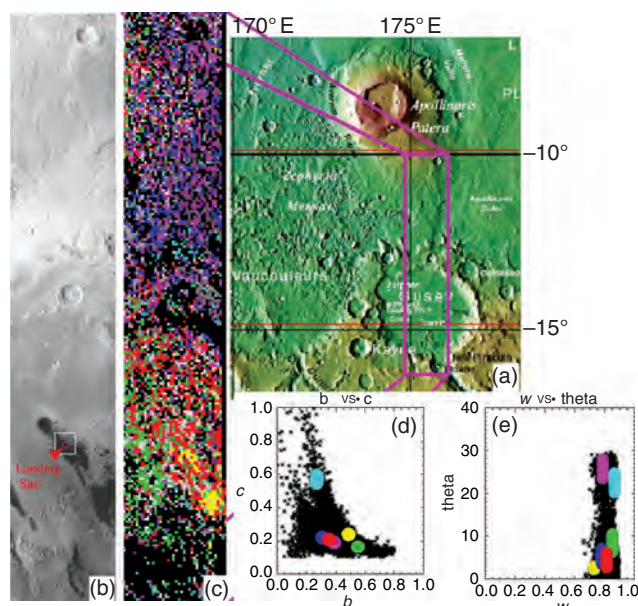 170° E
175° E
Apollinaris
Patera
–10°
Zephyria
Mensae
Gusev
–15°
(a)
Landing
Site
(b)
(c)
b vs• c
(d)
c
1.0
0.8
0.6
0.4
0.2
0.0 0.2 0.4 0.6 0.8 1.0
b
w vs• theta
(e)
theta
40
30
20
10
0
0.0 0.2 0.4 0.6 0.8 1.0
w